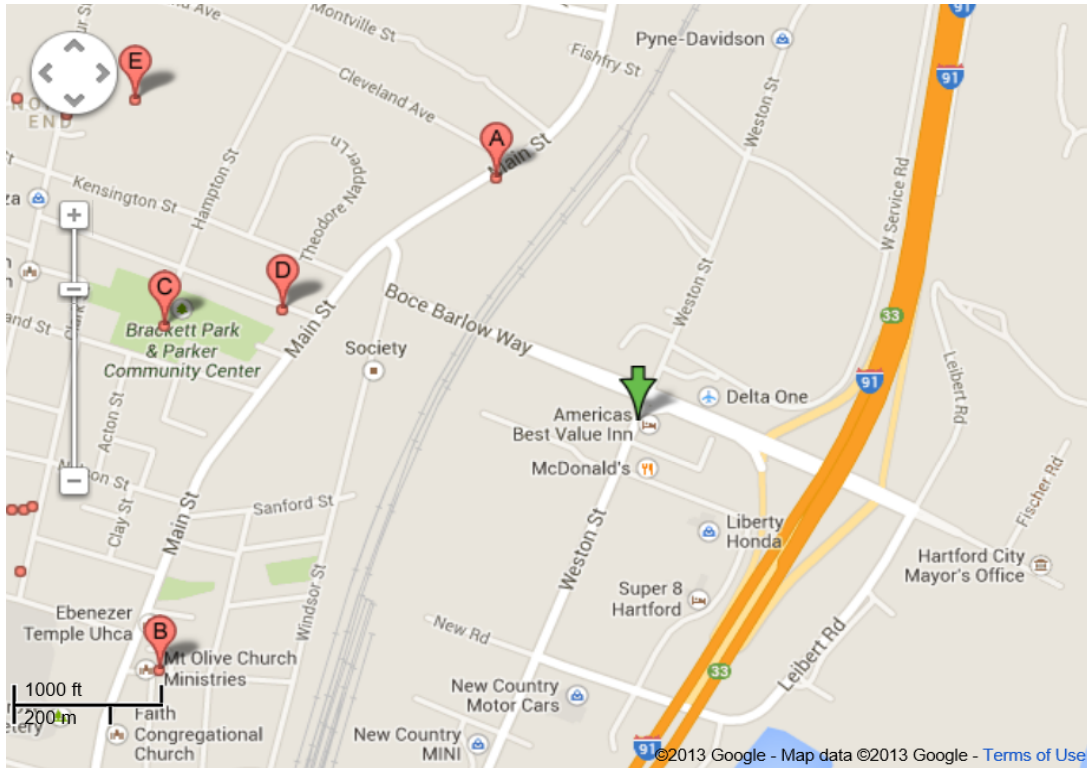 91
Montville St
Pyne-Davidson
Fishfry St
91
E
Cleveland Ave
END
A
Main St
Weston St
Hampton St
Theodore Napper Ln
W Service Rd
Kensington St
D
C
Weston St
33
Boce Barlow Way
Brackett Park
& Parker
Community Center
Main St
Society
91
Leibert Rd
Delta One
Americas
Best Value Inn
McDonald's
Acton St
Sanford St
Clay St
Main St
Fischer Rd
Liberty
Honda
Weston St
Hartford City
Mayor's Office
Windsor St
Super 8
Hartford
Ebenezer
Temple Uhca
B
New Rd
Leibert Rd
Mt Olive Church
Ministries
33
1000 ft
200 m
New Country
Motor Cars
Faith
Congregational
Church
New Country
MINI
91
©2013 Google - Map data ©2013 Google - Terms of Use